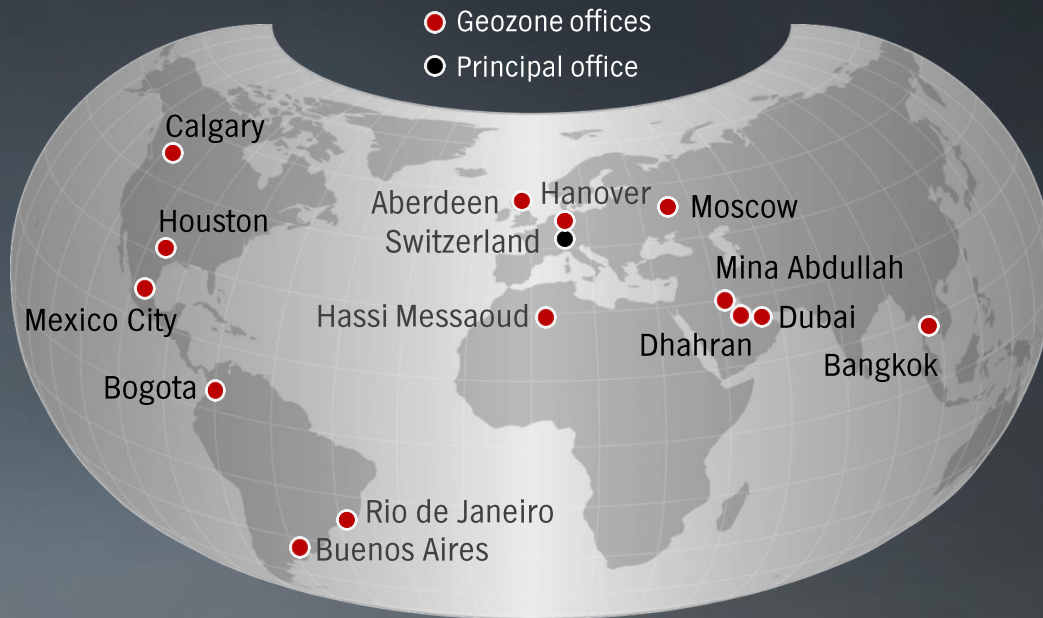 Geozone offices
Principal office
Calgary
Hanover
Aberdeen
Moscow
Houston
Switzerland
Mina Abdullah
Mexico City
Hassi Messaoud
Dubai
Dhahran
Bangkok
Bogota
Rio de Janeiro
Buenos Aires